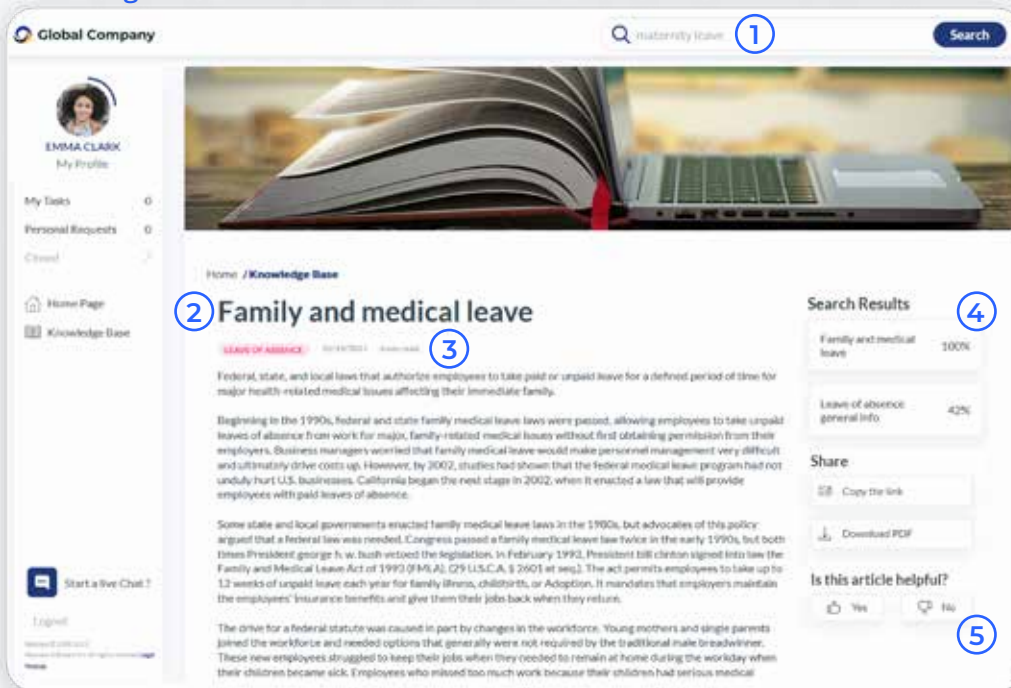 Global Company
maternity leave
1
Search
EMMA CLARK
My Profile
My Tasks 0
Personal Requests 0
Closed
Home Page
Knowledge Base
Start a live Chat ?
Logout
Home / Knowledge Base
2
Family and medical leave
LEAVE OF ABSENCE
3
Federal, state, and local laws that authorize employees to take paid or unpaid leave for a defined period of time for
major health-related medical issues affecting their immediate family.
Beginning in the 1990s, federal and state family medical leave laws were passed, allowing employees to take unpaid
leaves of absence from work for major, family-related medical issues without first obtaining permission from their
employers. Business managers worried that family medical leave would make personnel management very difficult
and ultimately drive costs up. However, by 2002, studies had shown that the federal medical leave program had not
unduly hurt U.S. businesses. California began the next stage in 2002, when it enacted a law that will provide
employees with paid leaves of absence.
Some state and local governments enacted family medical leave laws in the 1980s, but advocates of this policy
argued that a federal law was needed. Congress passed a family medical leave law twice in the early 1990s, but both
times President george h. w. bush vetoed the legislation. In February 1993, President bill clinton signed into law the
Family and Medical Leave Act of 1993 (FMLA), (29 U.S.C.A. § 2601 et seq.). The act permits employees to take up to
12 weeks of unpaid leave each year for family illness, childbirth, or Adoption. It mandates that employers maintain
the employees' insurance benefits and give them their jobs back when they return.
The drive for a federal statute was caused in part by changes in the workforce. Young mothers and single parents
joined the workforce and needed options that generally were not required by the traditional male breadwinner.
These new employees struggled to keep their jobs when they needed to remain at home during the workday when
their children became sick. Employees who missed too much work because their children had serious medical
Search Results
4
Family and medical
leave
100%
Leave of absence
general info
42%
Share
Copy the link
Download PDF
Is this article helpful?
Yes
No
5